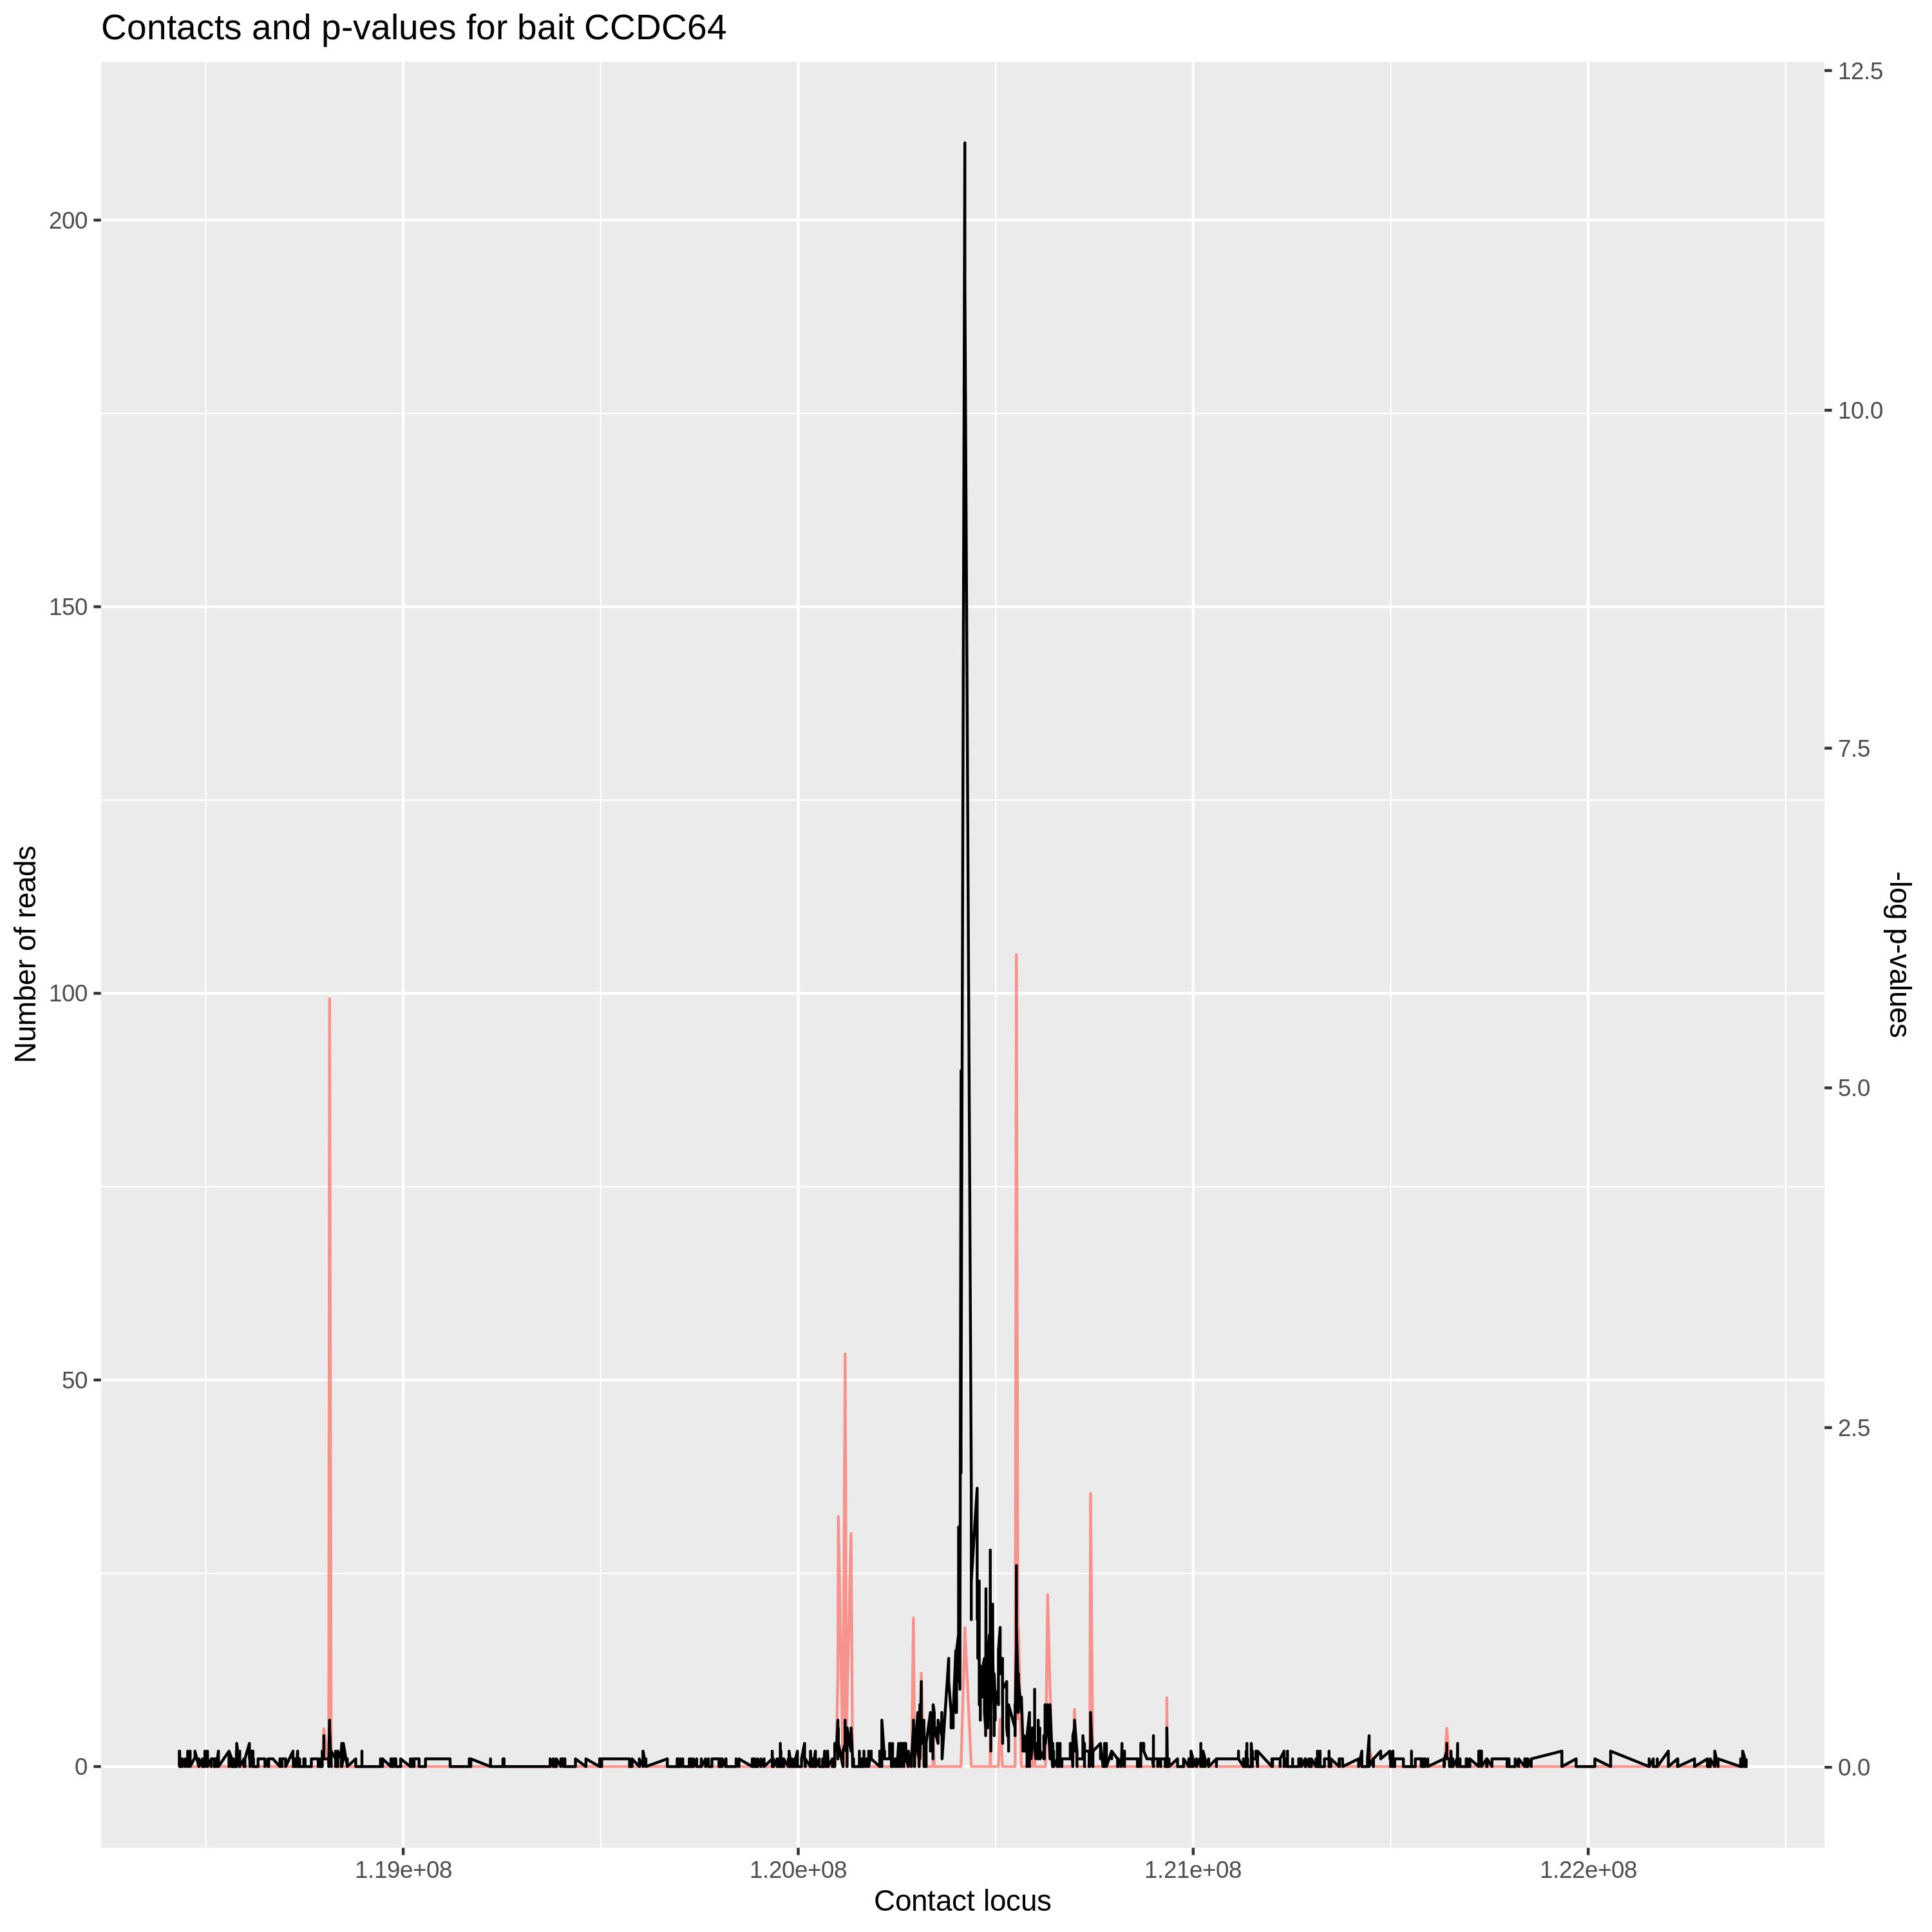 Contacts and p-values for bait CCDC64
Number of reads
200
150
100
50
0
12.5
10.0
7.5
5.0
2.5
0.0
-log p-values
1.19e+08
1.20e+08
1.21e+08
1.22e+08
Contact locus